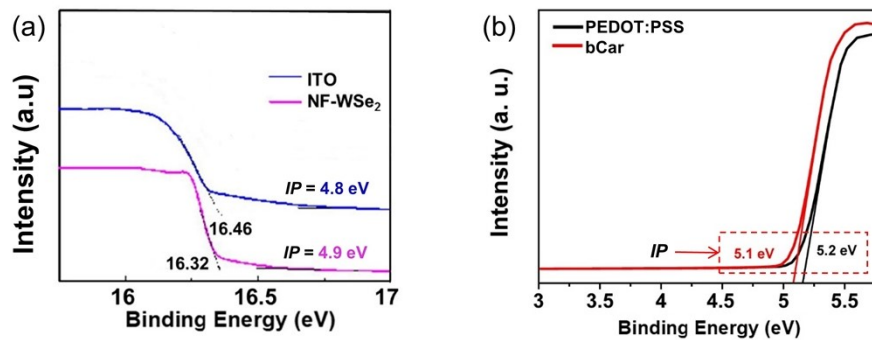 (a)
Intensity (a.u)
ITO
NF-WSe₂
IP = 4.8 eV
16.46
IP = 4.9 eV
16.32
16 16.5 17
Binding Energy (eV)
(b)
Intensity (a. u.)
PEDOT:PSS
bCar
IP
5.1 eV
5.2 eV
3 3.5 4 4.5 5 5.5
Binding Energy (eV)